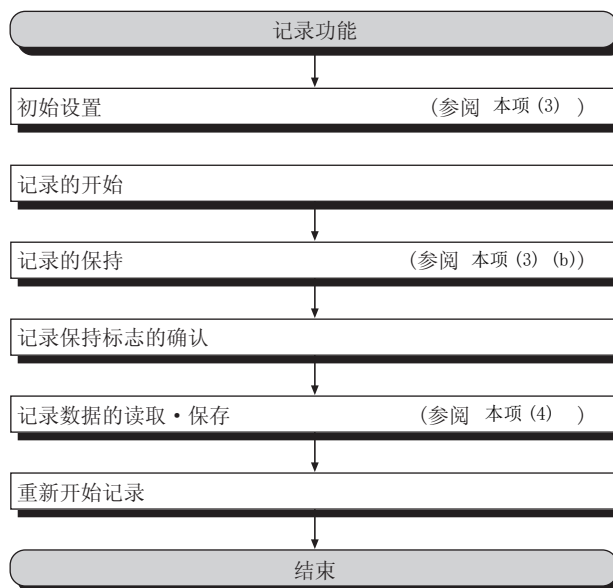 记录功能
初始设置 (参阅 本项(3) )
记录的开始
记录的保持 (参阅 本项(3) (b))
记录保持标志的确认
记录数据的读取·保存 (参阅 本项(4) )
重新开始记录
结束